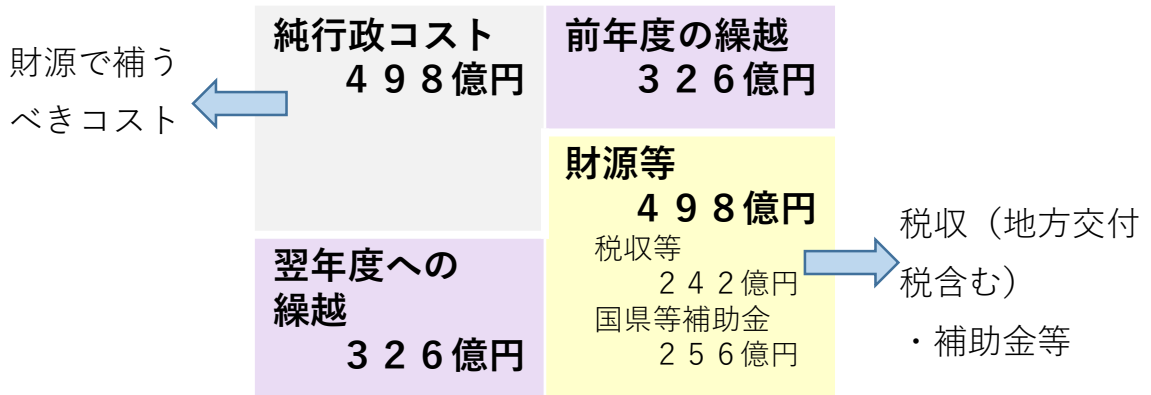 財源で補う
べきコスト
純行政コスト
４９８億円
前年度の繰越
３２６億円
財源等
４９８億円
税収等
２４２億円
国県等補助金
２５６億円
翌年度への
繰越
３２６億円
税収（地方交付
税含む）
・補助金等